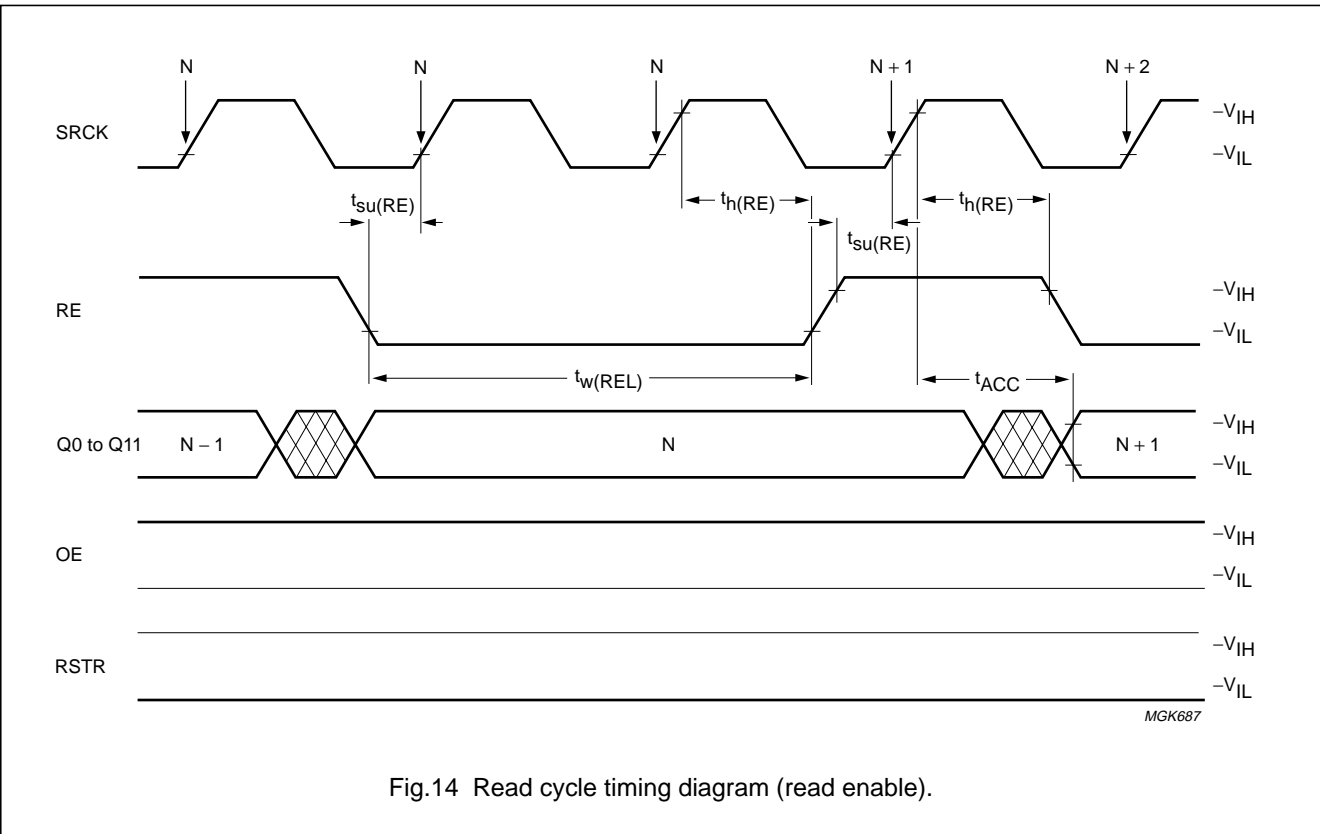 N N N N + 1 N + 2
SRCK
–VIH
–VIL
tsu(RE)
th(RE)
tsu(RE)
th(RE)
RE
–VIH
–VIL
tw(REL)
tACC
Q0 to Q11 N – 1 N N + 1
–VIH
–VIL
OE
–VIH
–VIL
RSTR
–VIH
–VIL
MGK687
Fig.14 Read cycle timing diagram (read enable).